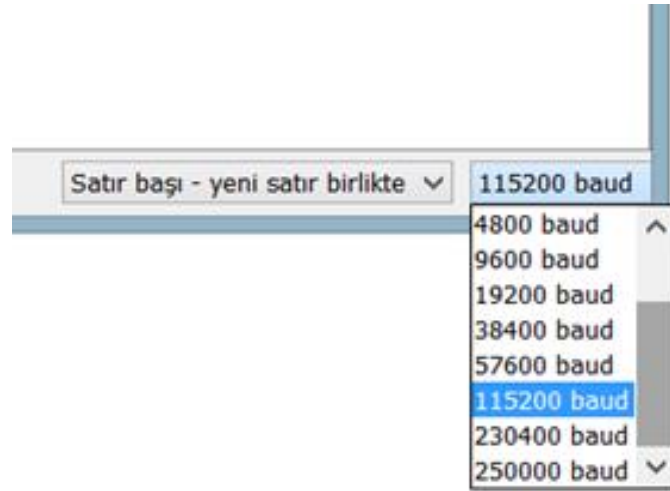 Satır başı - yeni satır birlikte
115200 baud
4800 baud
9600 baud
19200 baud
38400 baud
57600 baud
115200 baud
230400 baud
250000 baud